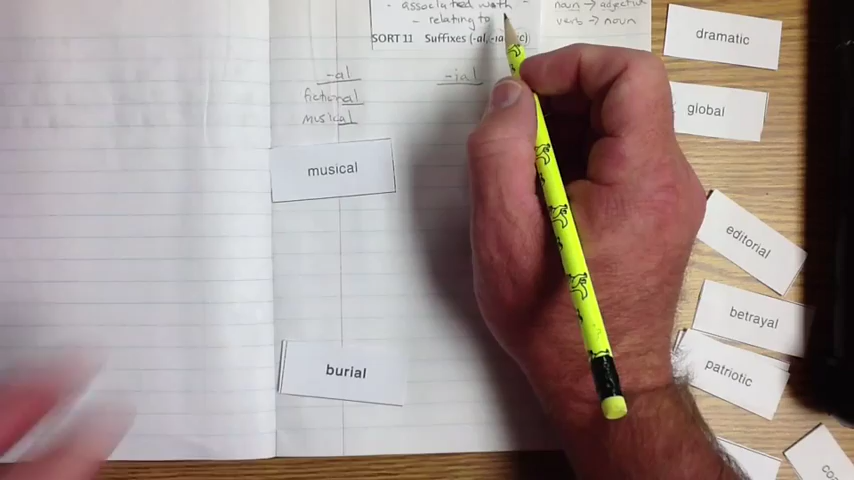 - associated with -
- relating to
noun → adjective
verb → noun
SORT 11 Suffixes (-al, -ia
-al
-ial
fictional
musical
musical
burial
dramatic
global
editorial
betrayal
patriotic